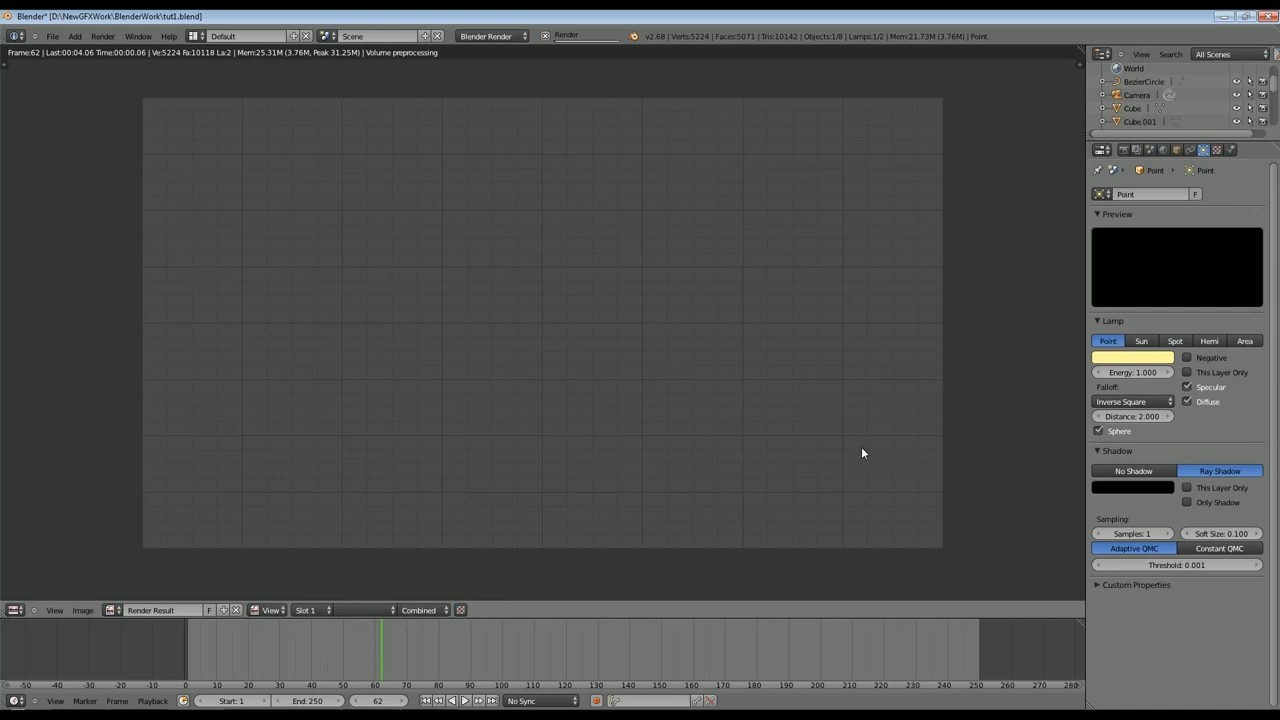 Blender* [D:\NewGFXWork\BlenderWork\tut1.blend]
File Add Render Window Help Default Scene Blender Render Render v2.68 | Verts:5224 | Faces:5071 | Tris:10142 | Objects:1/8 | Lamps:1/2 | Mem:21.73M (3.76M) | Point
Frame:62 | Last:00:04.06 Time:00:00.06 | Ve:5224 Fa:10118 La:2 | Mem:25.31M (3.76M, Peak 31.25M) | Volume preprocessing
View Search All Scenes
World
BezierCircle
Camera
Cube
Cube.001
Point Point
Point F
Preview
Lamp
Point Sun Spot Hemi Area
Negative
Energy: 1.000 This Layer Only
Falloff: Specular
Inverse Square Diffuse
Distance: 2.000
Sphere
Shadow
No Shadow Ray Shadow
This Layer Only
Only Shadow
Sampling:
Samples: 1 Soft Size: 0.100
Adaptive QMC Constant QMC
Threshold: 0.001
Custom Properties
View Image Render Result F View Slot 1 Combined
-50 -40 -30 -20 -10 0 10 20 30 40 50 60 70 80 90 100 110 120 130 140 150 160 170 180 190 200 210 220 230 240 250 260 270 280
View Marker Frame Playback Start: 1 End: 250 62 No Sync